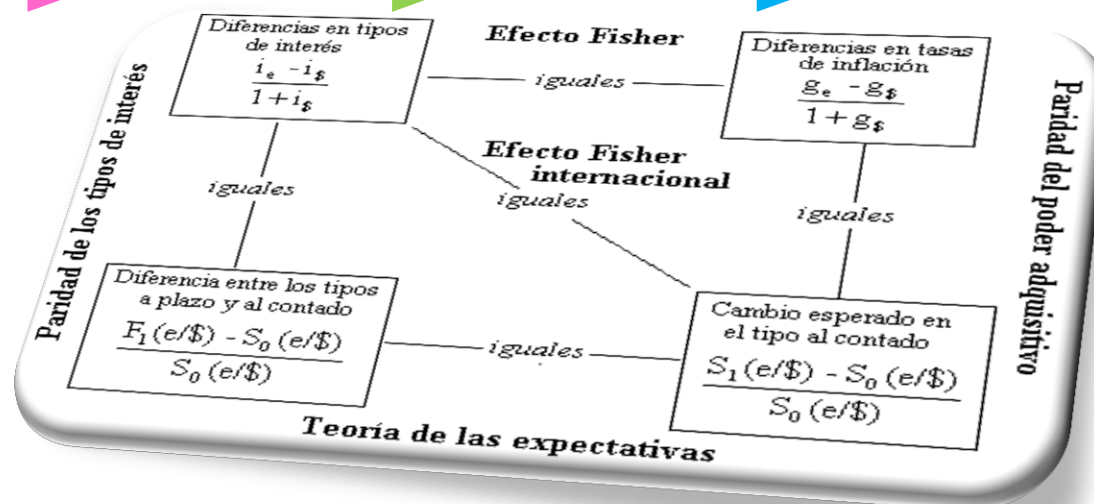 Diferencias en tipos
de interés
i_e - i_$
1 + i_$
Efecto Fisher
iguales
Diferencias en tasas
de inflación
g_e - g_$
1 + g_$
Paridad de los tipos de interés
iguales
Efecto Fisher
internacional
iguales
iguales
Paridad del poder adquisitivo
Diferencia entre los tipos
a plazo y al contado
F_1 (e/$) - S_0 (e/$)
S_0 (e/$)
iguales
Cambio esperado en
el tipo al contado
S_1 (e/$) - S_0 (e/$)
S_0 (e/$)
Teoría de las expectativas